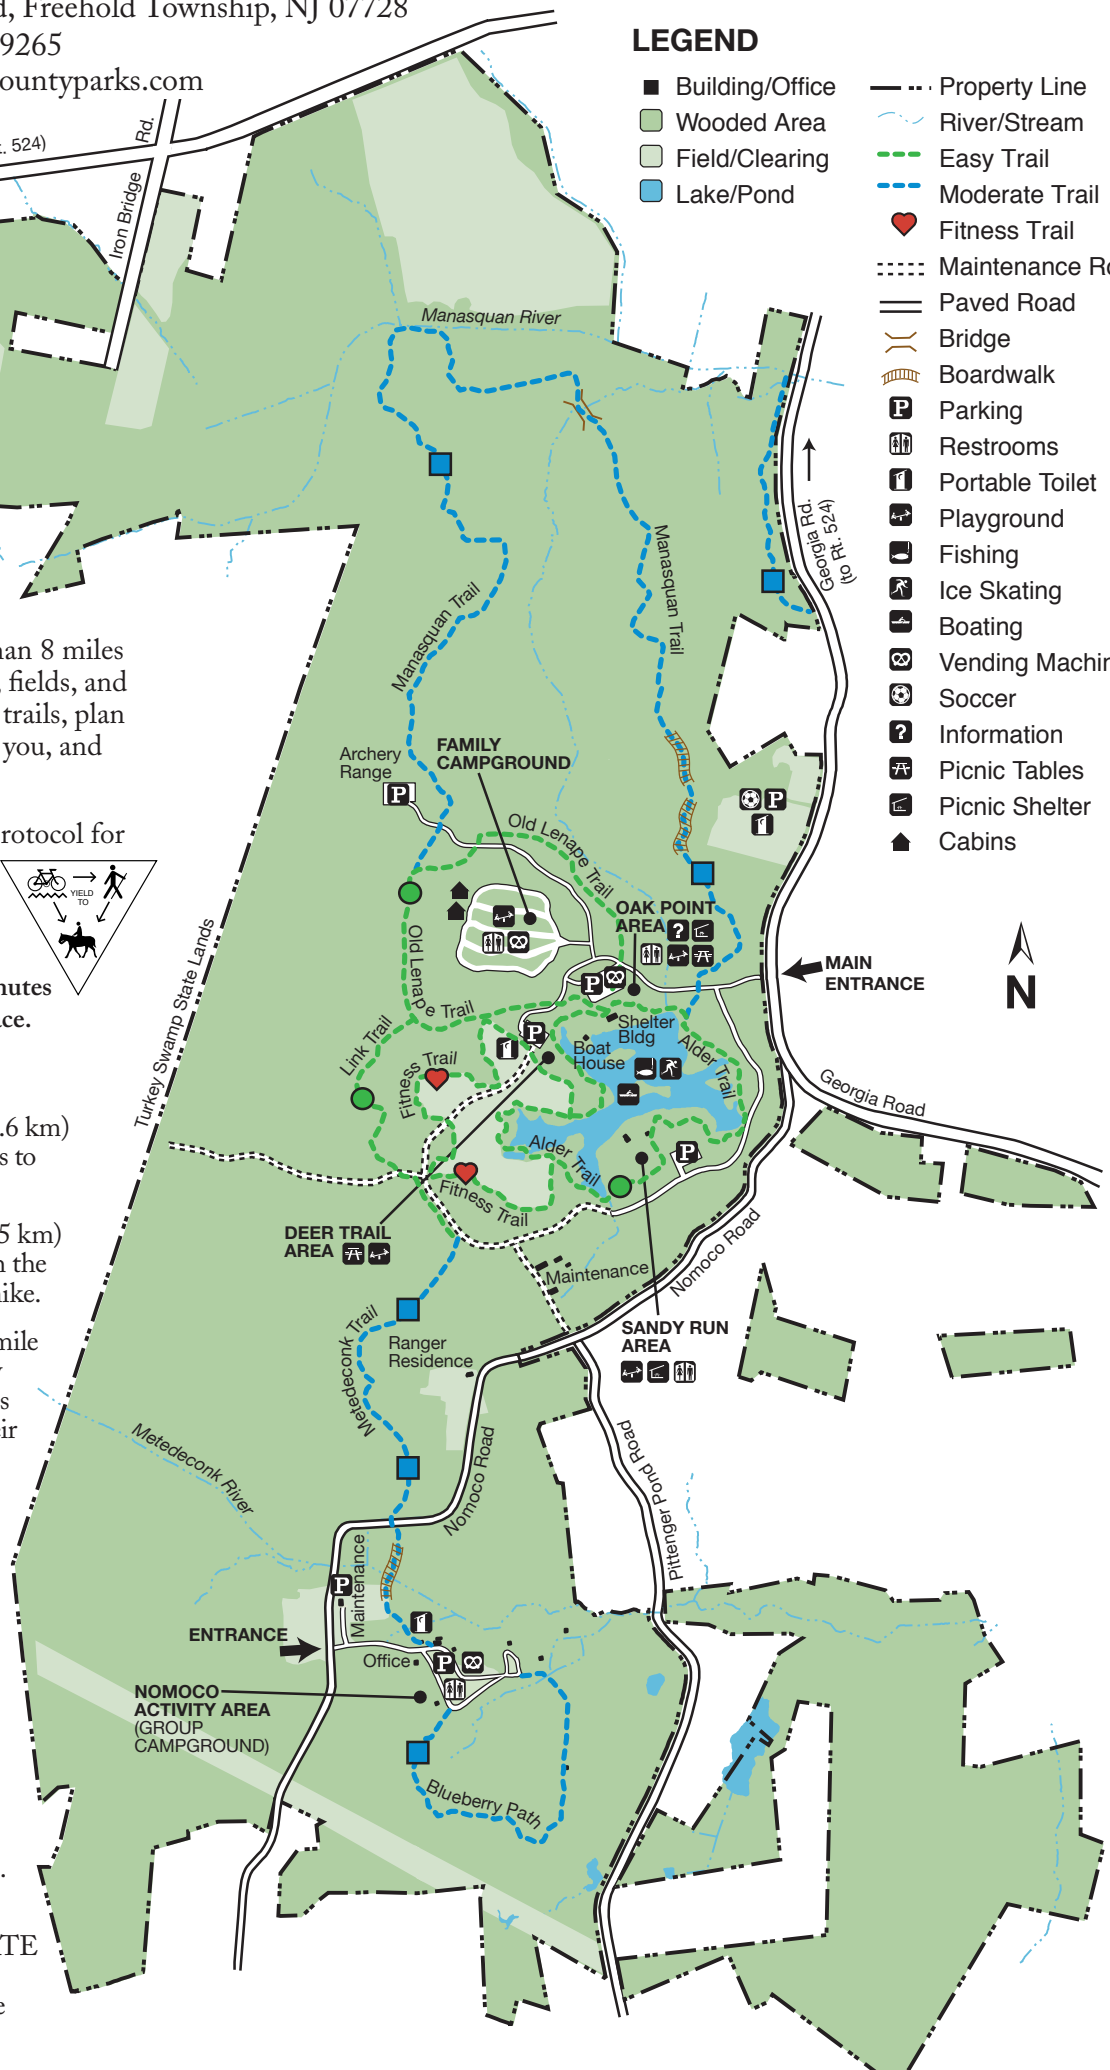 d, Freehold Township, NJ 07728
9265
ountyparks.com
LEGEND
Building/Office
Wooded Area
Field/Clearing
Lake/Pond
Property Line
River/Stream
Easy Trail
Moderate Trail
Fitness Trail
Maintenance Ro
Paved Road
Bridge
Boardwalk
P Parking
Restrooms
Portable Toilet
Playground
Fishing
Ice Skating
Boating
Vending Machin
Soccer
? Information
Picnic Tables
Picnic Shelter
Cabins
. 524)
Iron Bridge Rd.
Manasquan River
Georgia Rd.
(to Rt. 524)
Manasquan Trail
Manasquan Trail
han 8 miles
, fields, and
trails, plan
you, and
rotocol for
YIELD
TO
nutes
ce.
Archery
Range
P
FAMILY
CAMPGROUND
Old Lenape Trail
P
OAK POINT
AREA
?
MAIN
ENTRANCE
N
Old Lenape Trail
P
Turkey Swamp State Lands
Link Trail
Fitness Trail
P
Shelter
Bldg
Boat
House
Alder Trail
Georgia Road
.6 km)
s to
Alder Trail
P
Fitness Trail
DEER TRAIL
AREA
5 km)
n the
hike.
Maintenance
Nomoco Road
SANDY RUN
AREA
mile
y
s
eir
Metedeconk Trail
Ranger
Residence
Metedeconk River
Nomoco Road
Pittenger Pond Road
P
Maintenance
ENTRANCE
Office
P
NOMOCO
ACTIVITY AREA
(GROUP
CAMPGROUND)
Blueberry Path
.
TE
e